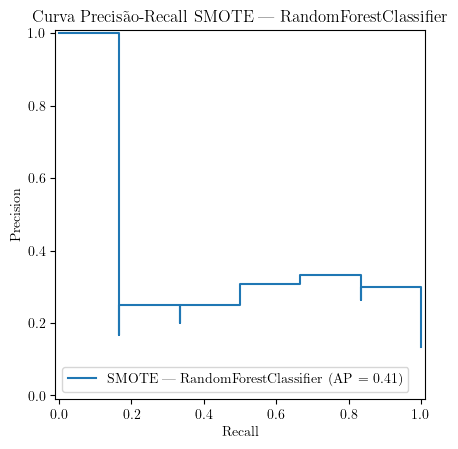 Curva Precisão-Recall SMOTE — RandomForestClassifier
1.0
0.8
0.6
0.4
0.2
0.0
Precision
SMOTE — RandomForestClassifier (AP = 0.41)
0.0 0.2 0.4 0.6 0.8 1.0
Recall